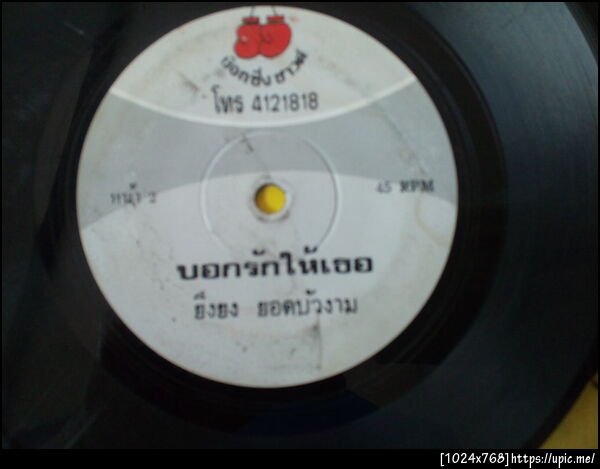 บ๊อกซิ่งซาวด์
โทร 4121818
หน้า 2
45 RPM
บอกรักให้เธอ
ยิ่งยง ยอดบัวงาม
[1024x768]https://upic.me/